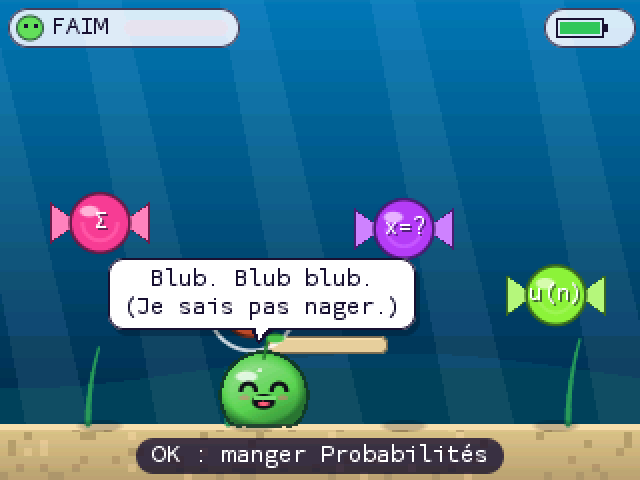 FAIM
Σ
x=?
u(n)
Blub. Blub blub.
(Je sais pas nager.)
OK : manger Probabilités